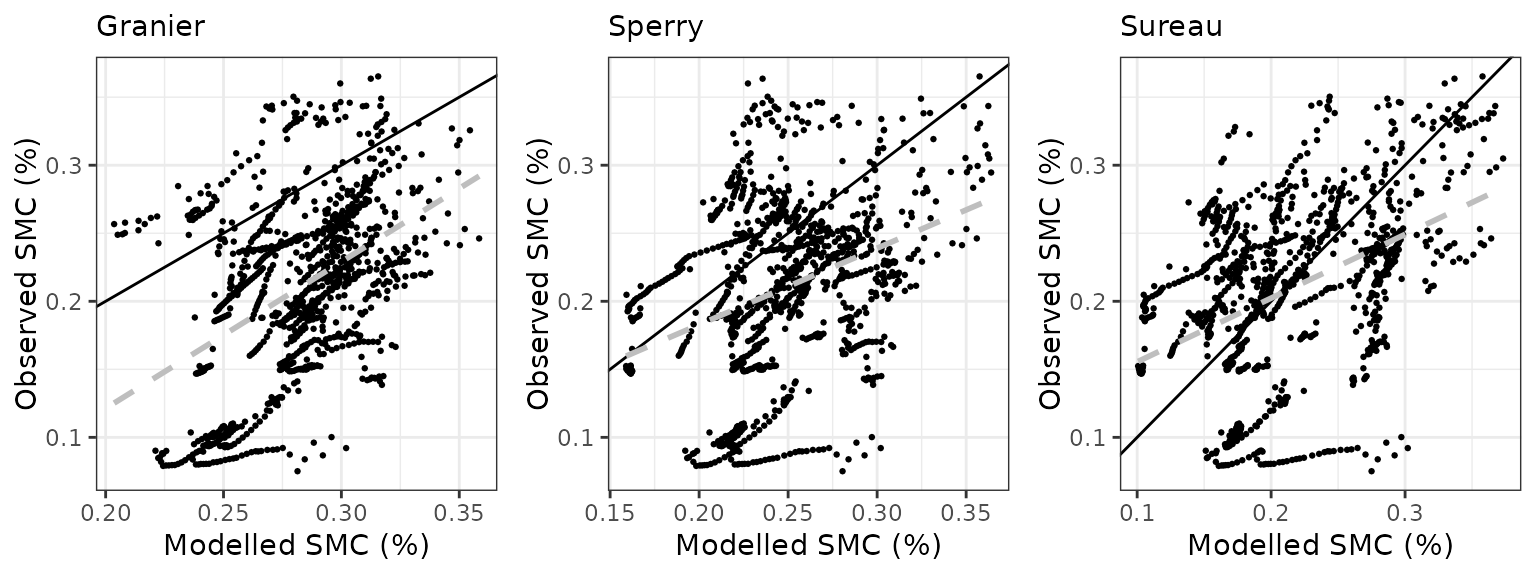 Granier
Observed SMC (%)
0.3
0.2
0.1
0.20 0.25 0.30 0.35
Modelled SMC (%)
Sperry
Observed SMC (%)
0.3
0.2
0.1
0.15 0.20 0.25 0.30 0.35
Modelled SMC (%)
Sureau
Observed SMC (%)
0.3
0.2
0.1
0.1 0.2 0.3
Modelled SMC (%)